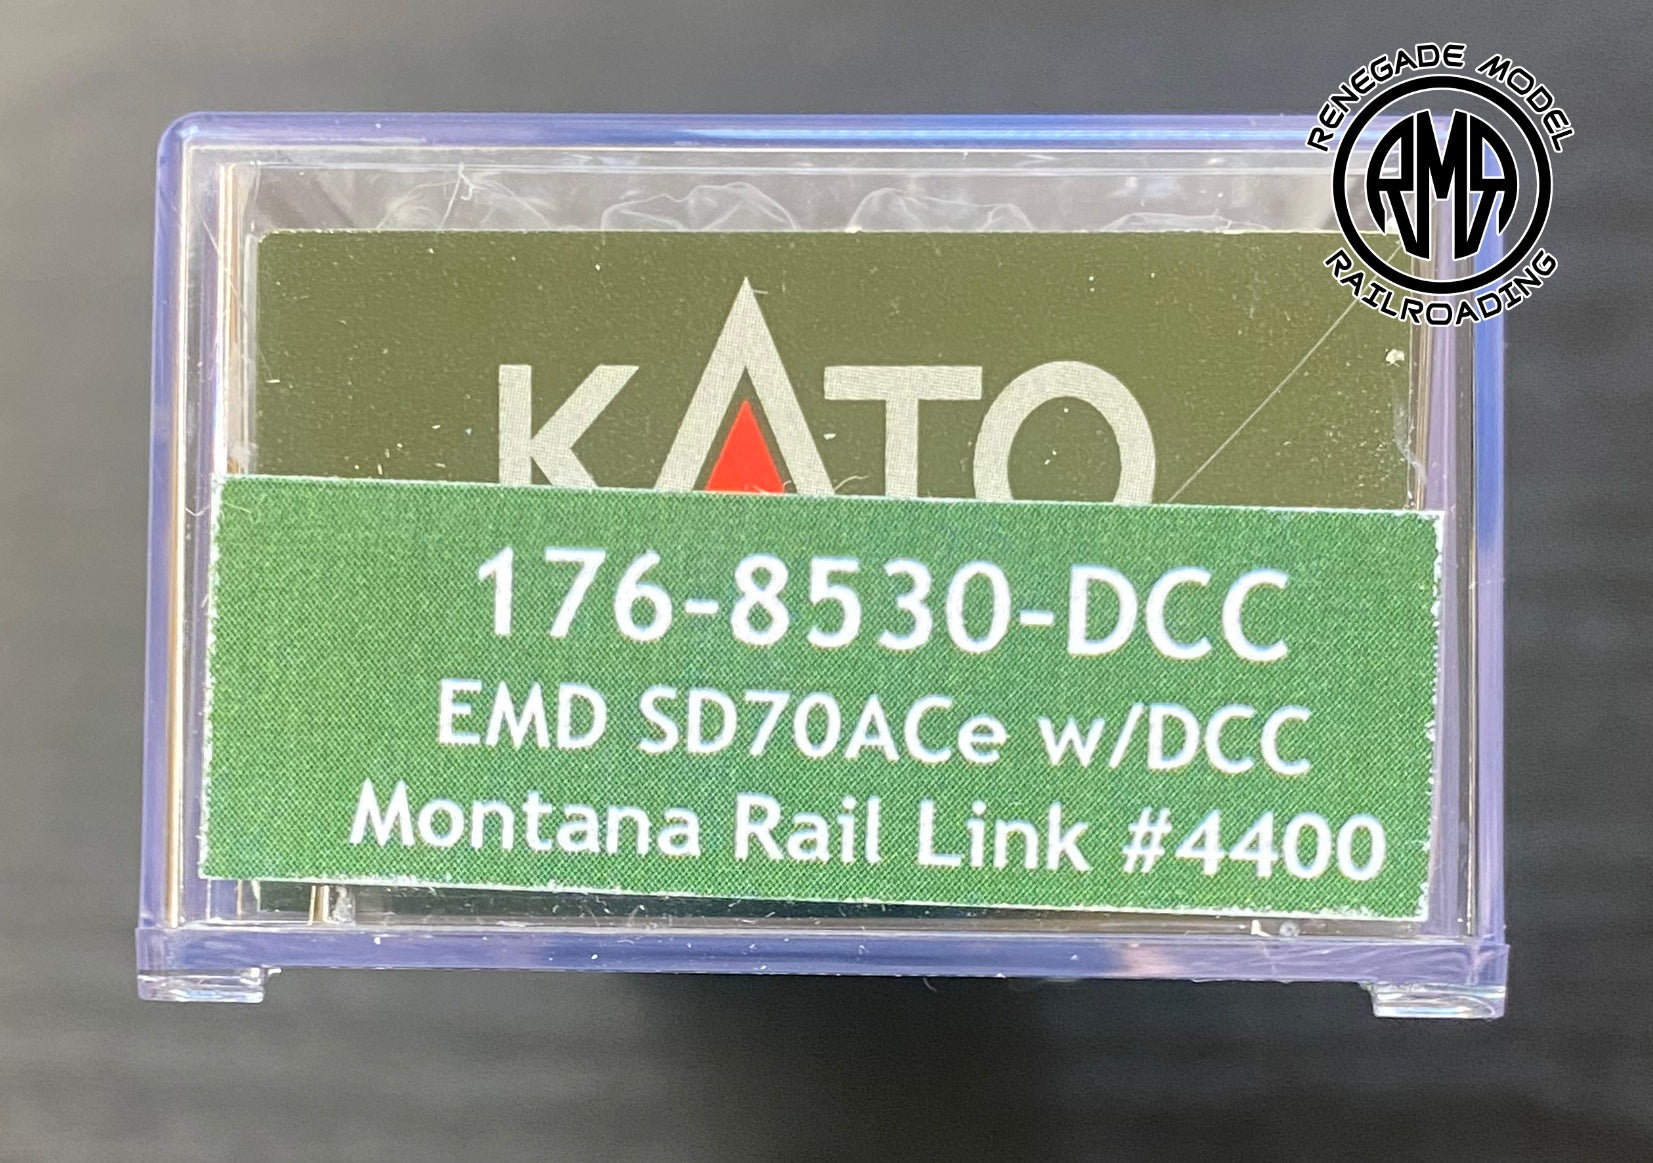 RENEGADE MODEL
RMR
RAILROADING
KATO
176-8530-DCC
EMD SD70ACe w/DCC
Montana Rail Link #4400